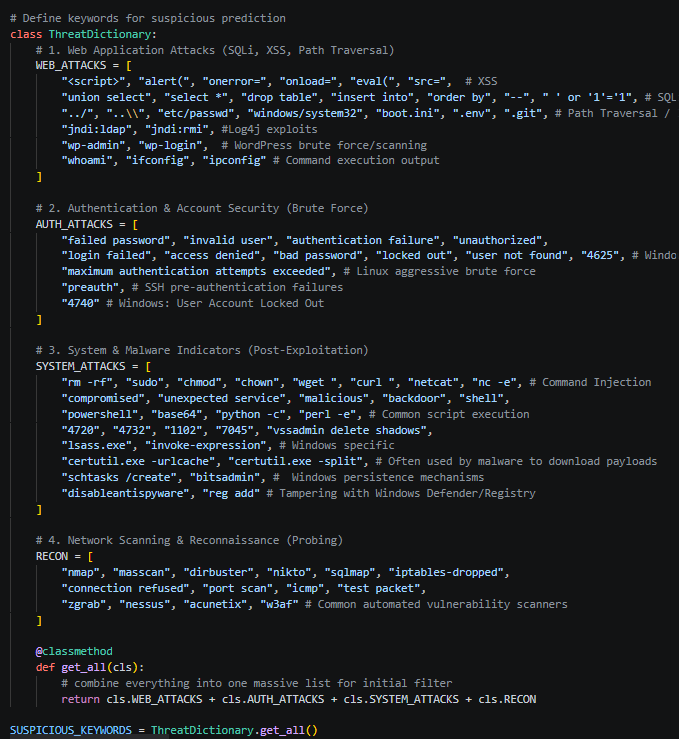 # Define keywords for suspicious prediction
class ThreatDictionary:
    # 1. Web Application Attacks (SQLi, XSS, Path Traversal)
    WEB_ATTACKS = [
        "<script>", "alert(", "onerror=", "onload=", "eval(", "src=",  # XSS
        "union select", "select *", "drop table", "insert into", "order by", "--", " ' or '1'='1", # SQL
        "../", "..\\", "etc/passwd", "windows/system32", "boot.ini", ".env", ".git", # Path Traversal /
        "jndi:ldap", "jndi:rmi", #Log4j exploits
        "wp-admin", "wp-login",  # WordPress brute force/scanning
        "whoami", "ifconfig", "ipconfig" # Command execution output
    ]

    # 2. Authentication & Account Security (Brute Force)
    AUTH_ATTACKS = [
        "failed password", "invalid user", "authentication failure", "unauthorized",
        "login failed", "access denied", "bad password", "locked out", "user not found", "4625", # Windo
        "maximum authentication attempts exceeded", # Linux aggressive brute force
        "preauth", # SSH pre-authentication failures
        "4740" # Windows: User Account Locked Out
    ]

    # 3. System & Malware Indicators (Post-Exploitation)
    SYSTEM_ATTACKS = [
        "rm -rf", "sudo", "chmod", "chown", "wget ", "curl ", "netcat", "nc -e", # Command Injection
        "compromised", "unexpected service", "malicious", "backdoor", "shell",
        "powershell", "base64", "python -c", "perl -e", # Common script execution
        "4720", "4732", "1102", "7045", "vssadmin delete shadows",
        "lsass.exe", "invoke-expression", # Windows specific
        "certutil.exe -urlcache", "certutil.exe -split", # Often used by malware to download payloads
        "schtasks /create", "bitsadmin", #  Windows persistence mechanisms
        "disableantispyware", "reg add" # Tampering with Windows Defender/Registry
    ]

    # 4. Network Scanning & Reconnaissance (Probing)
    RECON = [
        "nmap", "masscan", "dirbuster", "nikto", "sqlmap", "iptables-dropped",
        "connection refused", "port scan", "icmp", "test packet",
        "zgrab", "nessus", "acunetix", "w3af" # Common automated vulnerability scanners
    ]

    @classmethod
    def get_all(cls):
        # combine everything into one massive list for initial filter
        return cls.WEB_ATTACKS + cls.AUTH_ATTACKS + cls.SYSTEM_ATTACKS + cls.RECON

SUSPICIOUS_KEYWORDS = ThreatDictionary.get_all()